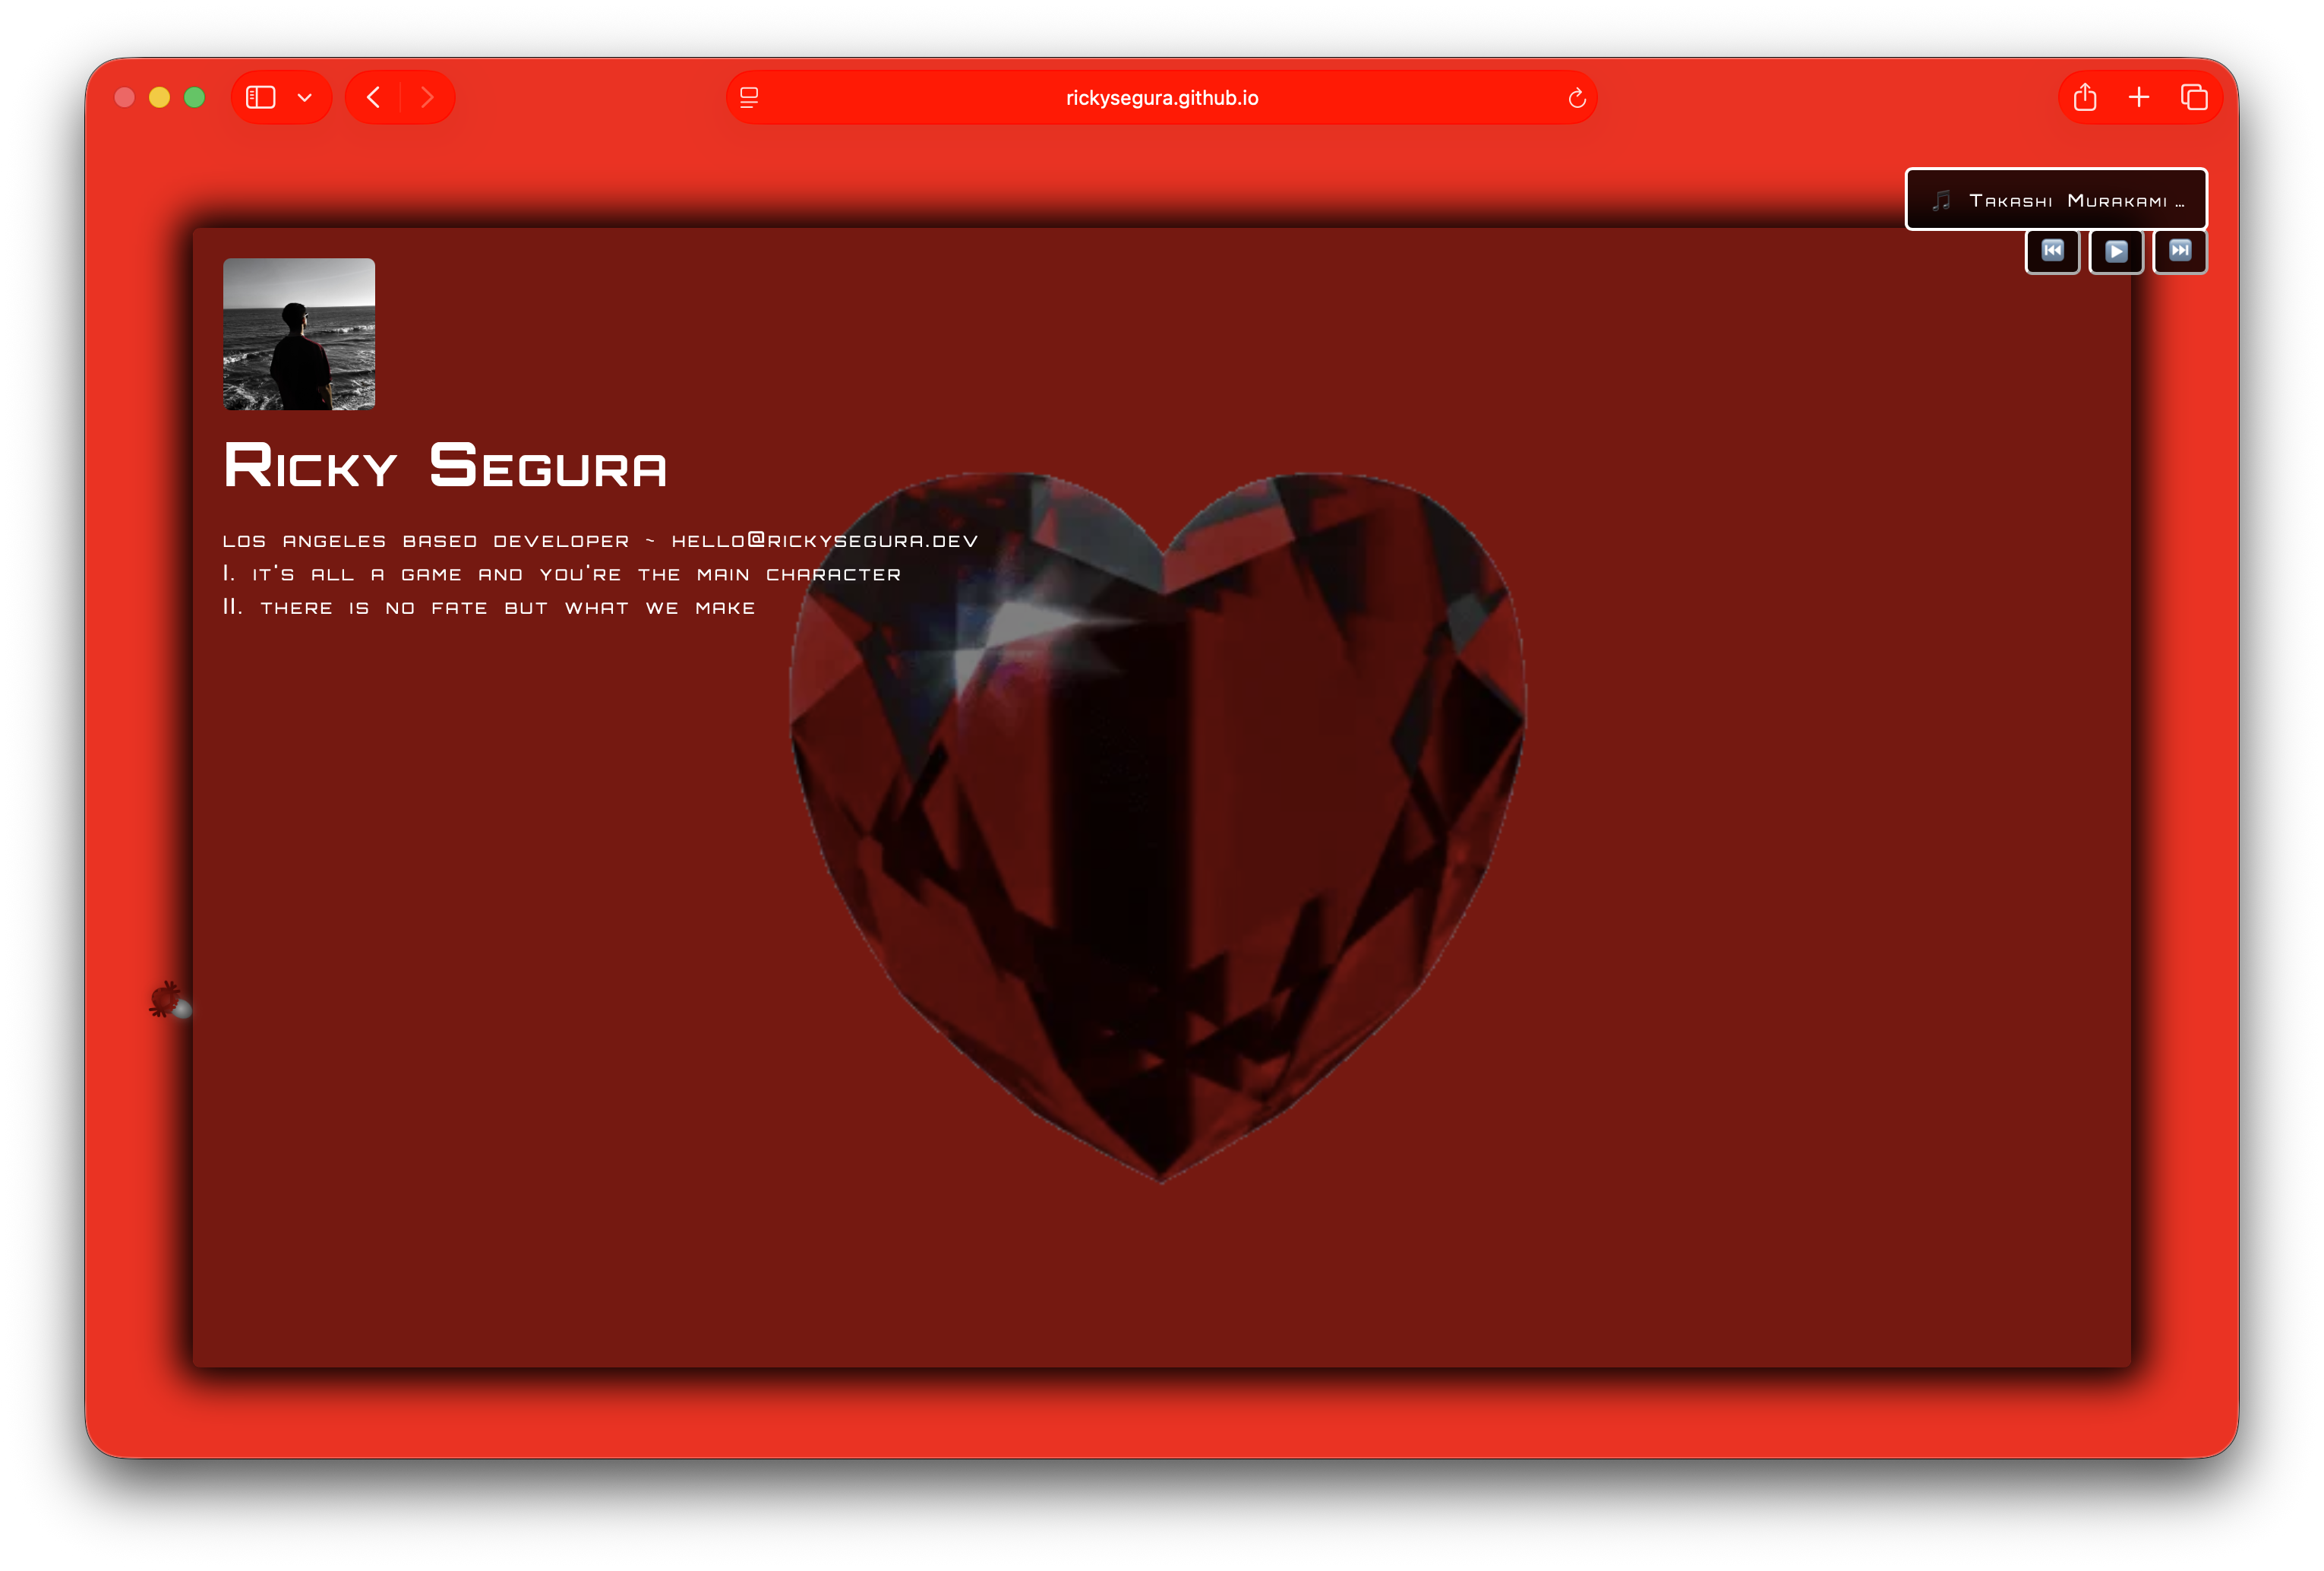 rickysegura.github.io
Takashi Murakami ...
Ricky Segura
LOS ANGELES BASED DEVELOPER ~ HELLO@RICKYSEGURA.DEV
I. IT'S ALL A GAME AND YOU'RE THE MAIN CHARACTER
II. THERE IS NO FATE BUT WHAT WE MAKE